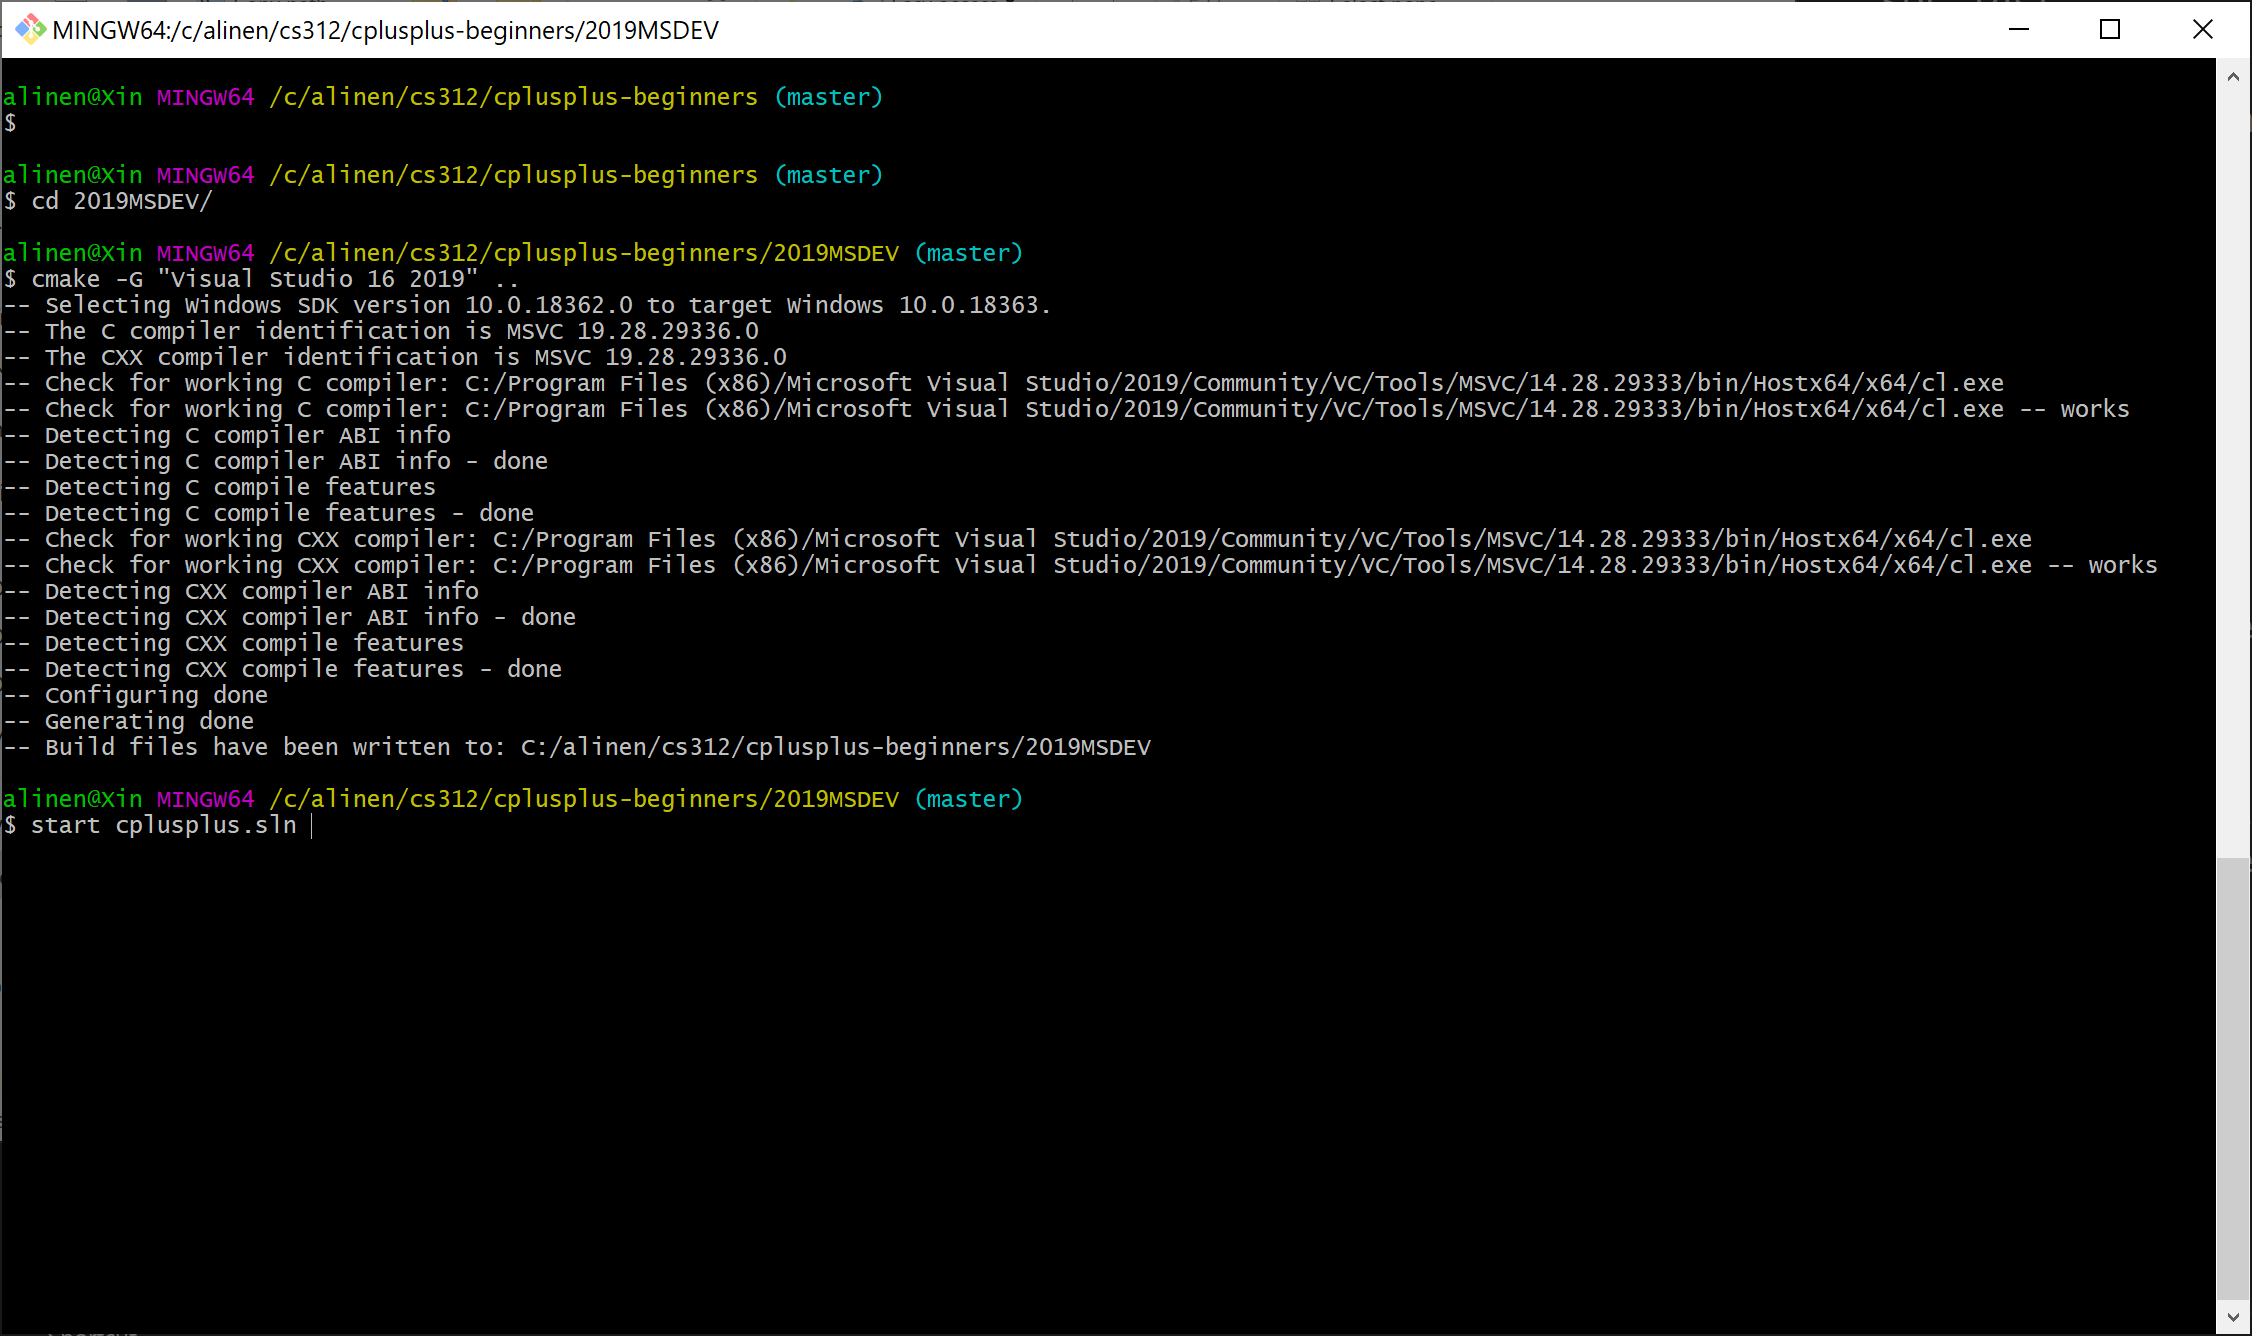 MINGW64:/c/alinen/cs312/cplusplus-beginners/2019MSDEV
alinen@Xin MINGW64 /c/alinen/cs312/cplusplus-beginners (master)
$
alinen@Xin MINGW64 /c/alinen/cs312/cplusplus-beginners (master)
$ cd 2019MSDEV/
alinen@Xin MINGW64 /c/alinen/cs312/cplusplus-beginners/2019MSDEV (master)
$ cmake -G "Visual Studio 16 2019" ..
-- Selecting Windows SDK version 10.0.18362.0 to target Windows 10.0.18363.
-- The C compiler identification is MSVC 19.28.29336.0
-- The CXX compiler identification is MSVC 19.28.29336.0
-- Check for working C compiler: C:/Program Files (x86)/Microsoft Visual Studio/2019/Community/VC/Tools/MSVC/14.28.29333/bin/Hostx64/x64/cl.exe
-- Check for working C compiler: C:/Program Files (x86)/Microsoft Visual Studio/2019/Community/VC/Tools/MSVC/14.28.29333/bin/Hostx64/x64/cl.exe -- works
-- Detecting C compiler ABI info
-- Detecting C compiler ABI info - done
-- Detecting C compile features
-- Detecting C compile features - done
-- Check for working CXX compiler: C:/Program Files (x86)/Microsoft Visual Studio/2019/Community/VC/Tools/MSVC/14.28.29333/bin/Hostx64/x64/cl.exe
-- Check for working CXX compiler: C:/Program Files (x86)/Microsoft Visual Studio/2019/Community/VC/Tools/MSVC/14.28.29333/bin/Hostx64/x64/cl.exe -- works
-- Detecting CXX compiler ABI info
-- Detecting CXX compiler ABI info - done
-- Detecting CXX compile features
-- Detecting CXX compile features - done
-- Configuring done
-- Generating done
-- Build files have been written to: C:/alinen/cs312/cplusplus-beginners/2019MSDEV
alinen@Xin MINGW64 /c/alinen/cs312/cplusplus-beginners/2019MSDEV (master)
$ start cplusplus.sln